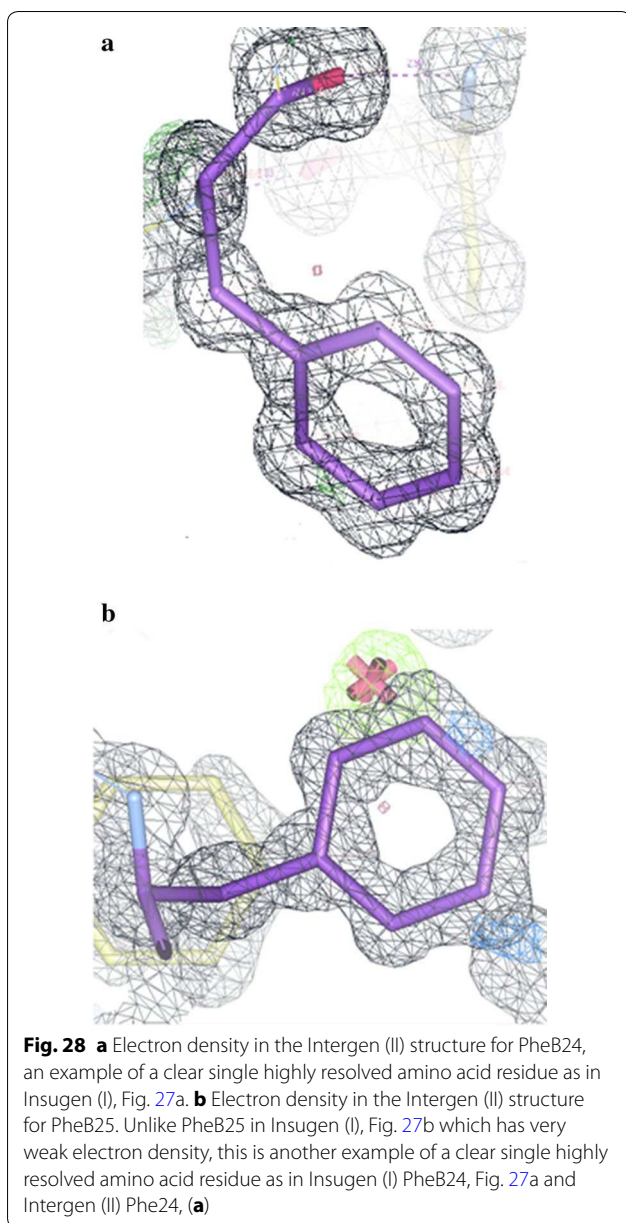 a
b
Fig. 28 a Electron density in the Intergen (II) structure for PheB24,
an example of a clear single highly resolved amino acid residue as in
Insugen (I), Fig. 27a. b Electron density in the Intergen (II) structure
for PheB25. Unlike PheB25 in Insugen (I), Fig. 27b which has very
weak electron density, this is another example of a clear single highly
resolved amino acid residue as in Insugen (I) PheB24, Fig. 27a and
Intergen (II) Phe24, (a)